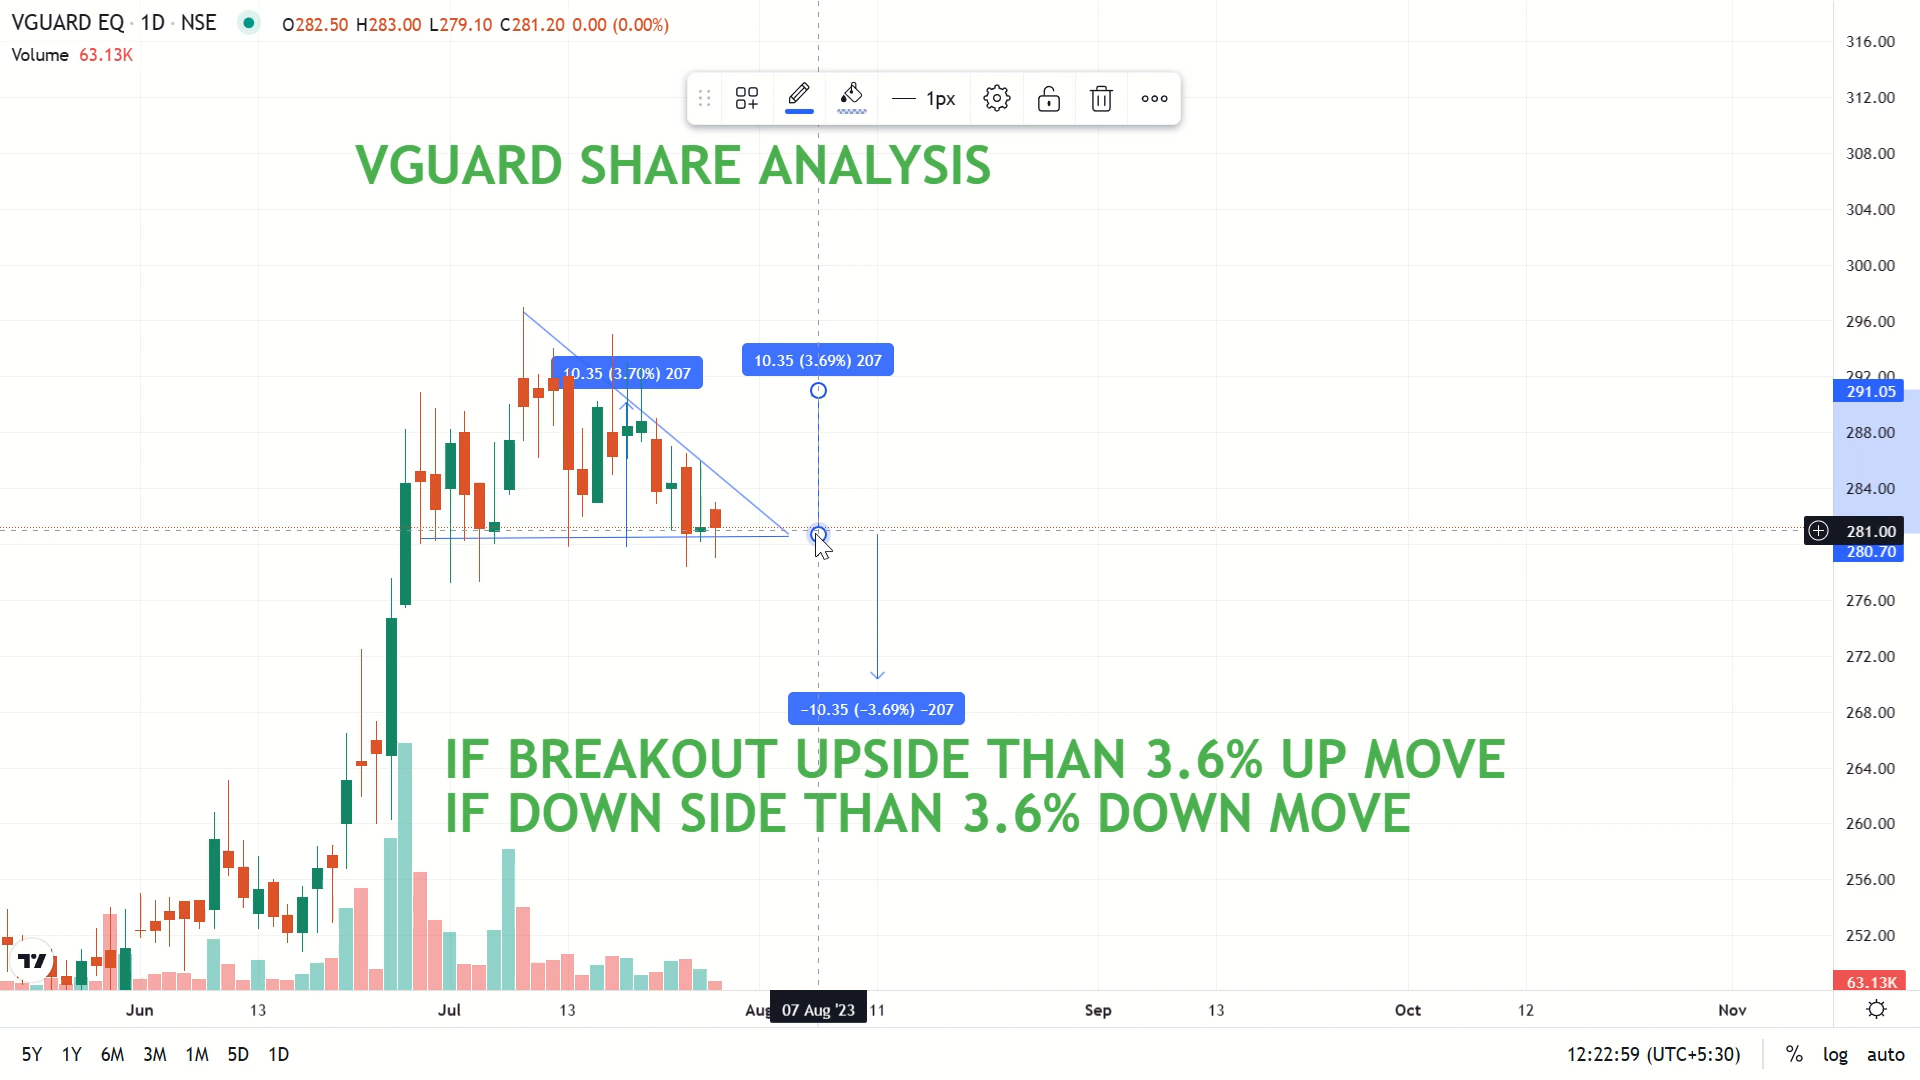 VGUARD EQ · 1D · NSE O282.50 H283.00 L279.10 C281.20 0.00 (0.00%)
Volume 63.13K
1px
VGUARD SHARE ANALYSIS
10.35 (3.70%) 207
10.35 (3.69%) 207
−10.35 (−3.69%) −207
IF BREAKOUT UPSIDE THAN 3.6% UP MOVE
IF DOWN SIDE THAN 3.6% DOWN MOVE
316.00
312.00
308.00
304.00
300.00
296.00
292.00
291.05
288.00
284.00
281.00
280.70
276.00
272.00
268.00
264.00
260.00
256.00
252.00
63.13K
Jun 13 Jul 13 Aug 07 Aug '23 11 Sep 13 Oct 12 Nov
5Y 1Y 6M 3M 1M 5D 1D 12:22:59 (UTC+5:30) % log auto